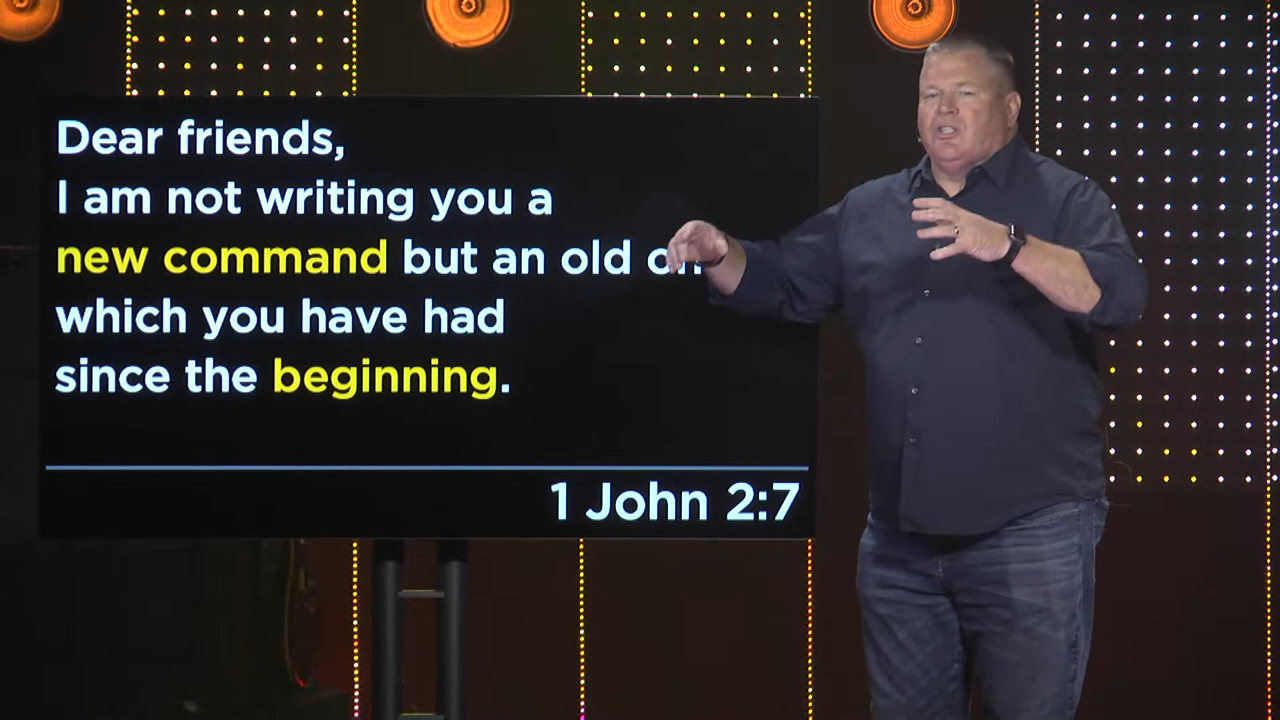 Dear friends,
I am not writing you a
new command but an old
which you have had
since the beginning.
1 John 2:7